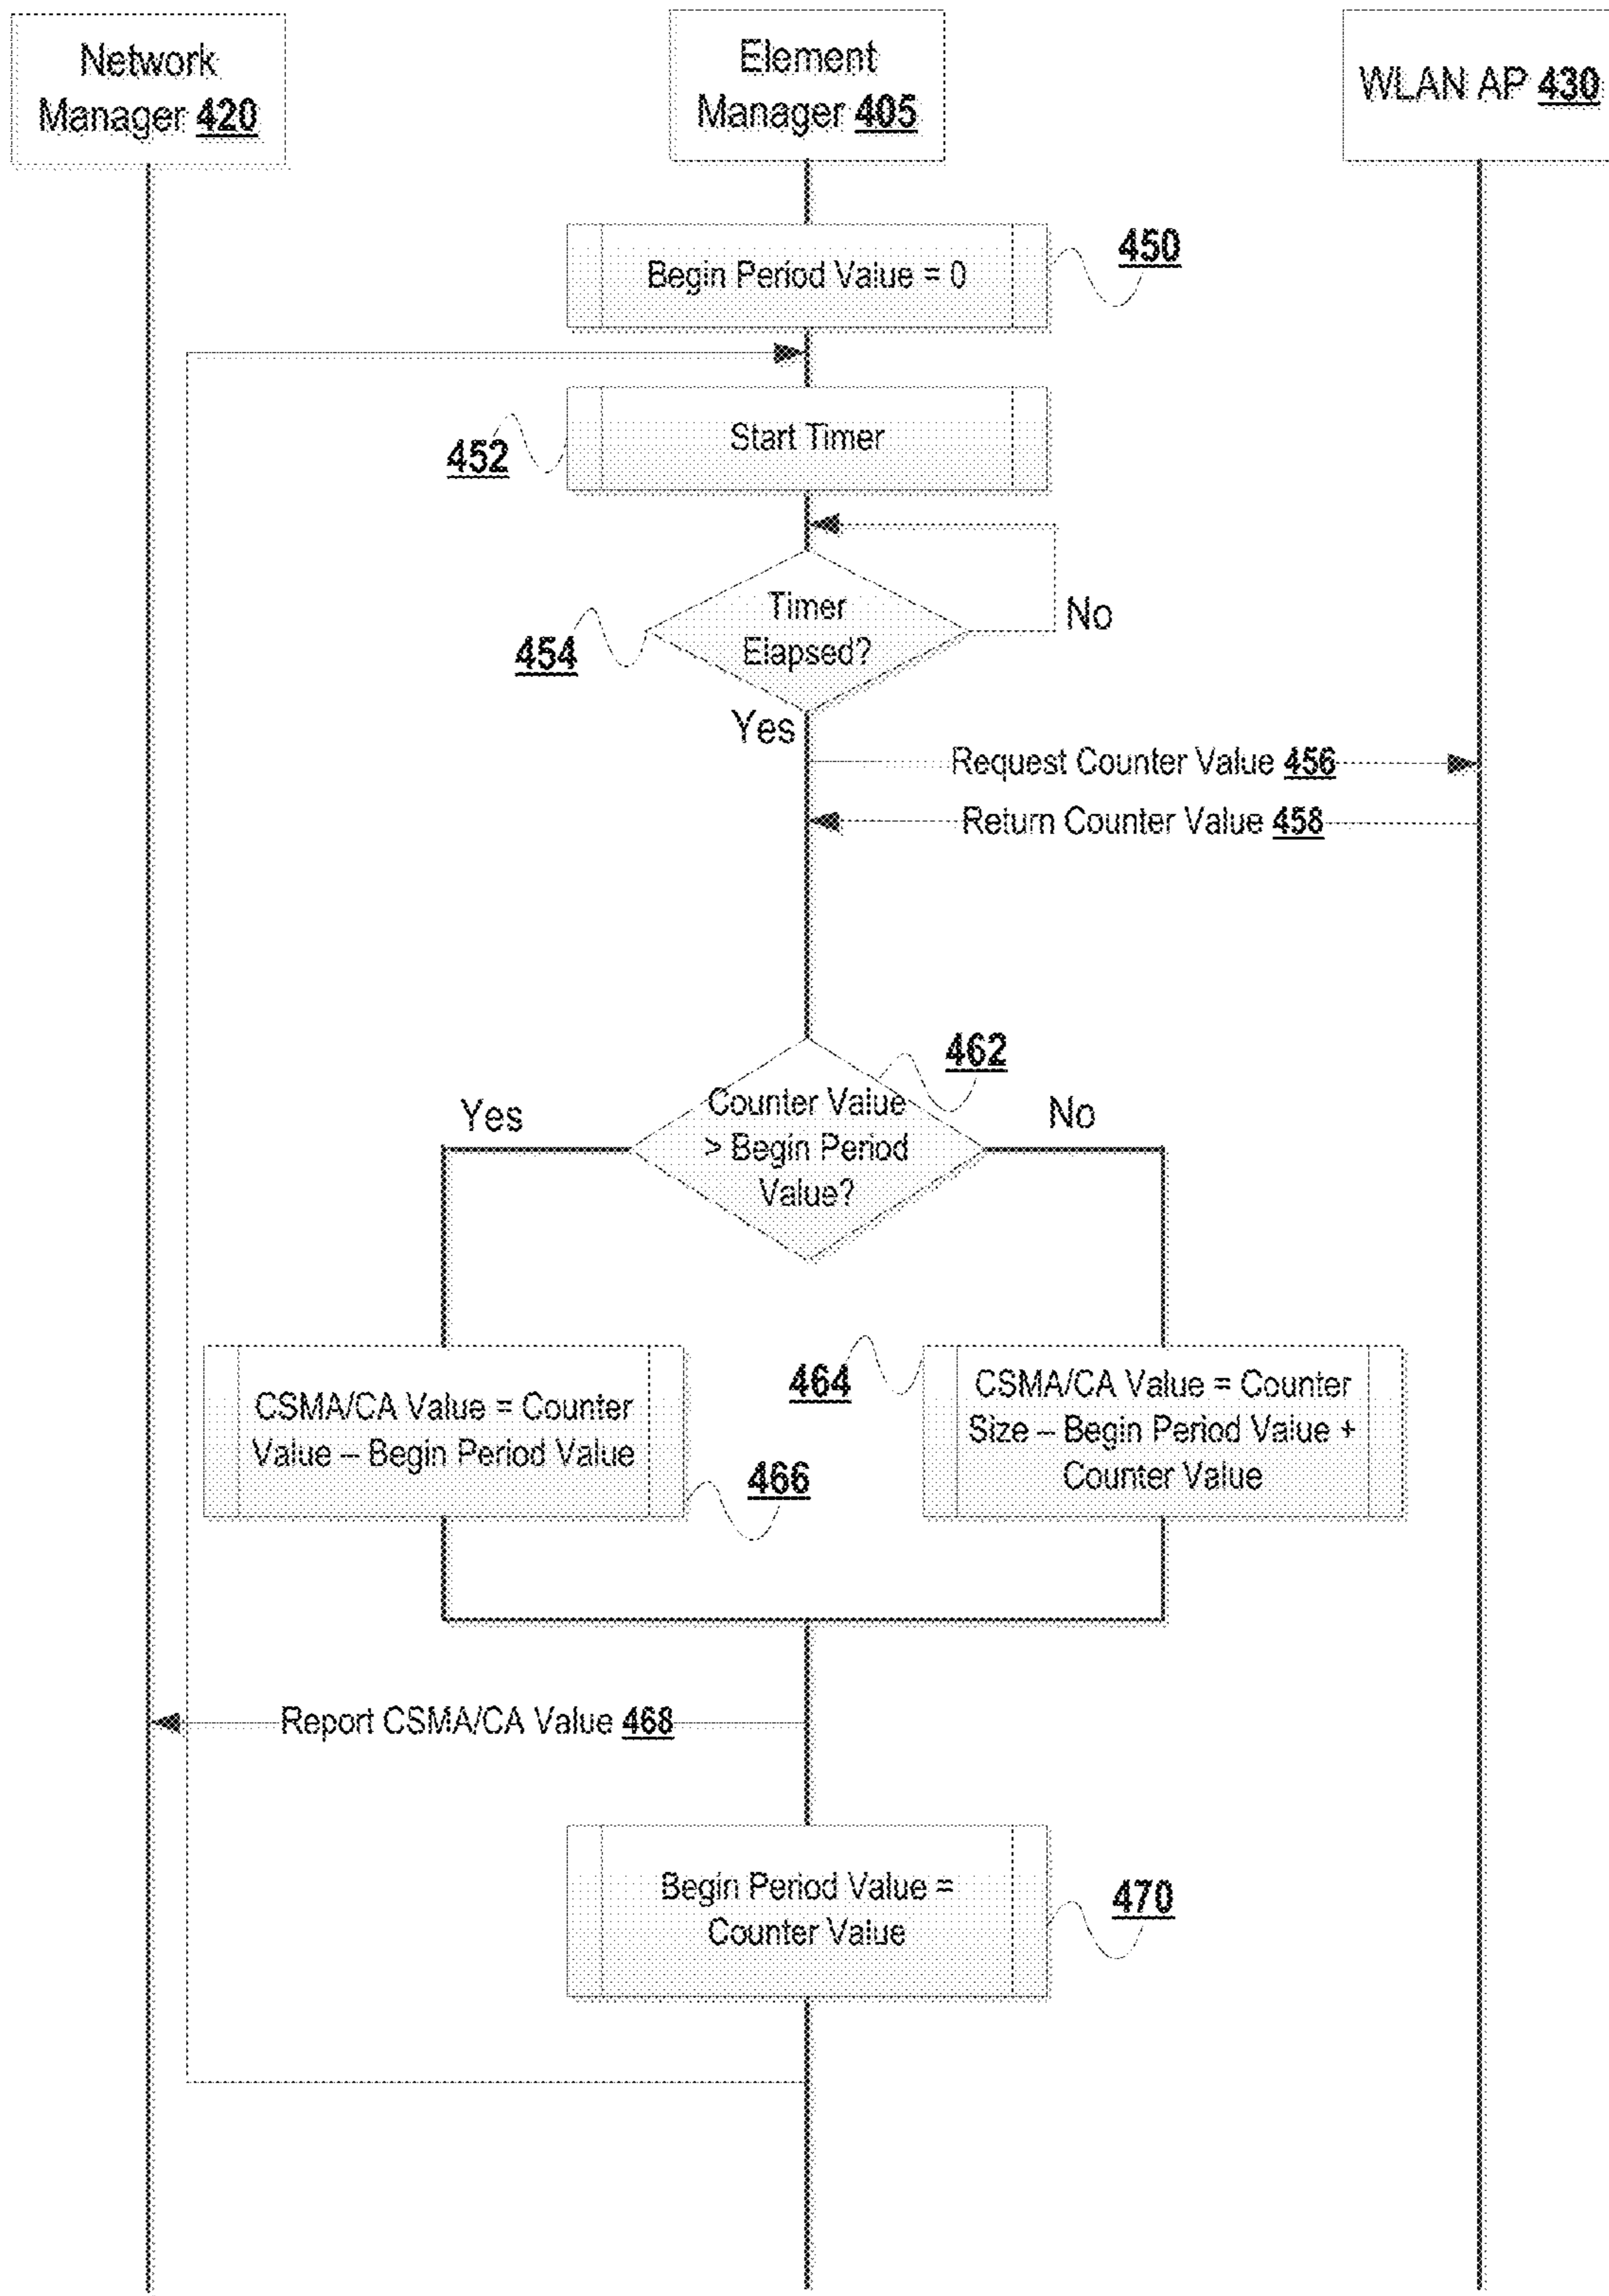 Network
Manager 420
Element
Manager 405
WLAN AP 430
Begin Period Value = 0
450
Start Timer
452
Timer
Elapsed?
454
No
Yes
Request Counter Value 456
Return Counter Value 458
462
Counter Value
> Begin Period
Value?
Yes
No
CSMA/CA Value = Counter
Value – Begin Period Value
466
464
CSMA/CA Value = Counter
Size – Begin Period Value +
Counter Value
Report CSMA/CA Value 468
Begin Period Value =
Counter Value
470